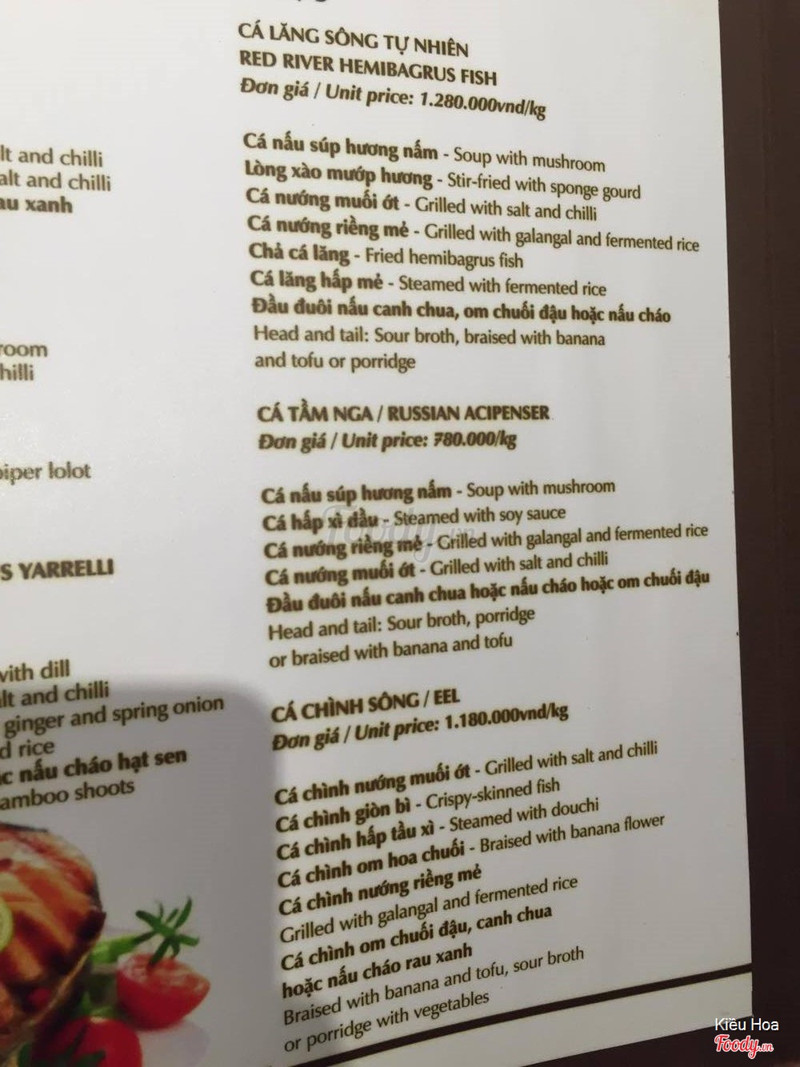 lt and chilli
alt and chilli
au xanh
room
hilli
piper lolot
S YARRELLI
with dill
alt and chilli
ginger and spring onion
d rice
ặc nấu cháo hạt sen
amboo shoots
CÁ LĂNG SÔNG TỰ NHIÊN
RED RIVER HEMIBAGRUS FISH
Đơn giá / Unit price: 1.280.000vnd/kg
Cá nấu súp hương nấm - Soup with mushroom
Lòng xào mướp hương - Stir-fried with sponge gourd
Cá nướng muối ớt - Grilled with salt and chilli
Cá nướng riềng mẻ - Grilled with galangal and fermented rice
Chả cá lăng - Fried hemibagrus fish
Cá lăng hấp mẻ - Steamed with fermented rice
Đầu đuôi nấu canh chua, om chuối đậu hoặc nấu cháo
Head and tail: Sour broth, braised with banana
and tofu or porridge
CÁ TẦM NGA / RUSSIAN ACIPENSER
Đơn giá / Unit price: 780.000/kg
Cá nấu súp hương nấm - Soup with mushroom
Cá hấp xì dầu - Steamed with soy sauce
Cá nướng riềng mẻ - Grilled with galangal and fermented rice
Cá nướng muối ớt - Grilled with salt and chilli
Đầu đuôi nấu canh chua hoặc nấu cháo hoặc om chuối đậu
Head and tail: Sour broth, porridge
or braised with banana and tofu
CÁ CHÌNH SÔNG / EEL
Đơn giá / Unit price: 1.180.000vnd/kg
Cá chình nướng muối ớt - Grilled with salt and chilli
Cá chình giòn bì - Crispy-skinned fish
Cá chình hấp tầu xì - Steamed with douchi
Cá chình om hoa chuối - Braised with banana flower
Cá chình nướng riềng mẻ
Grilled with galangal and fermented rice
Cá chình om chuối đậu, canh chua
hoặc nấu cháo rau xanh
Braised with banana and tofu, sour broth
or porridge with vegetables
foody.vn
Kiều Hoa
Foody.vn